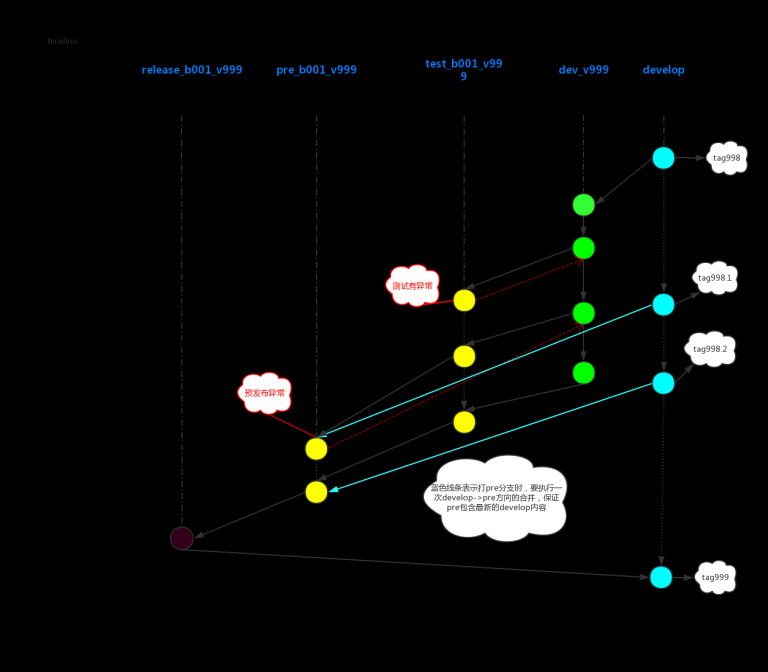 timeline
release_b001_v999
pre_b001_v999
test_b001_v99
9
dev_v999
develop
tag998
测试有异常
tag998.1
tag998.2
预发布异常
蓝色线条表示打pre分支时，要执行一
次develop->pre方向的合并，保证
pre包含最新的develop内容
tag999